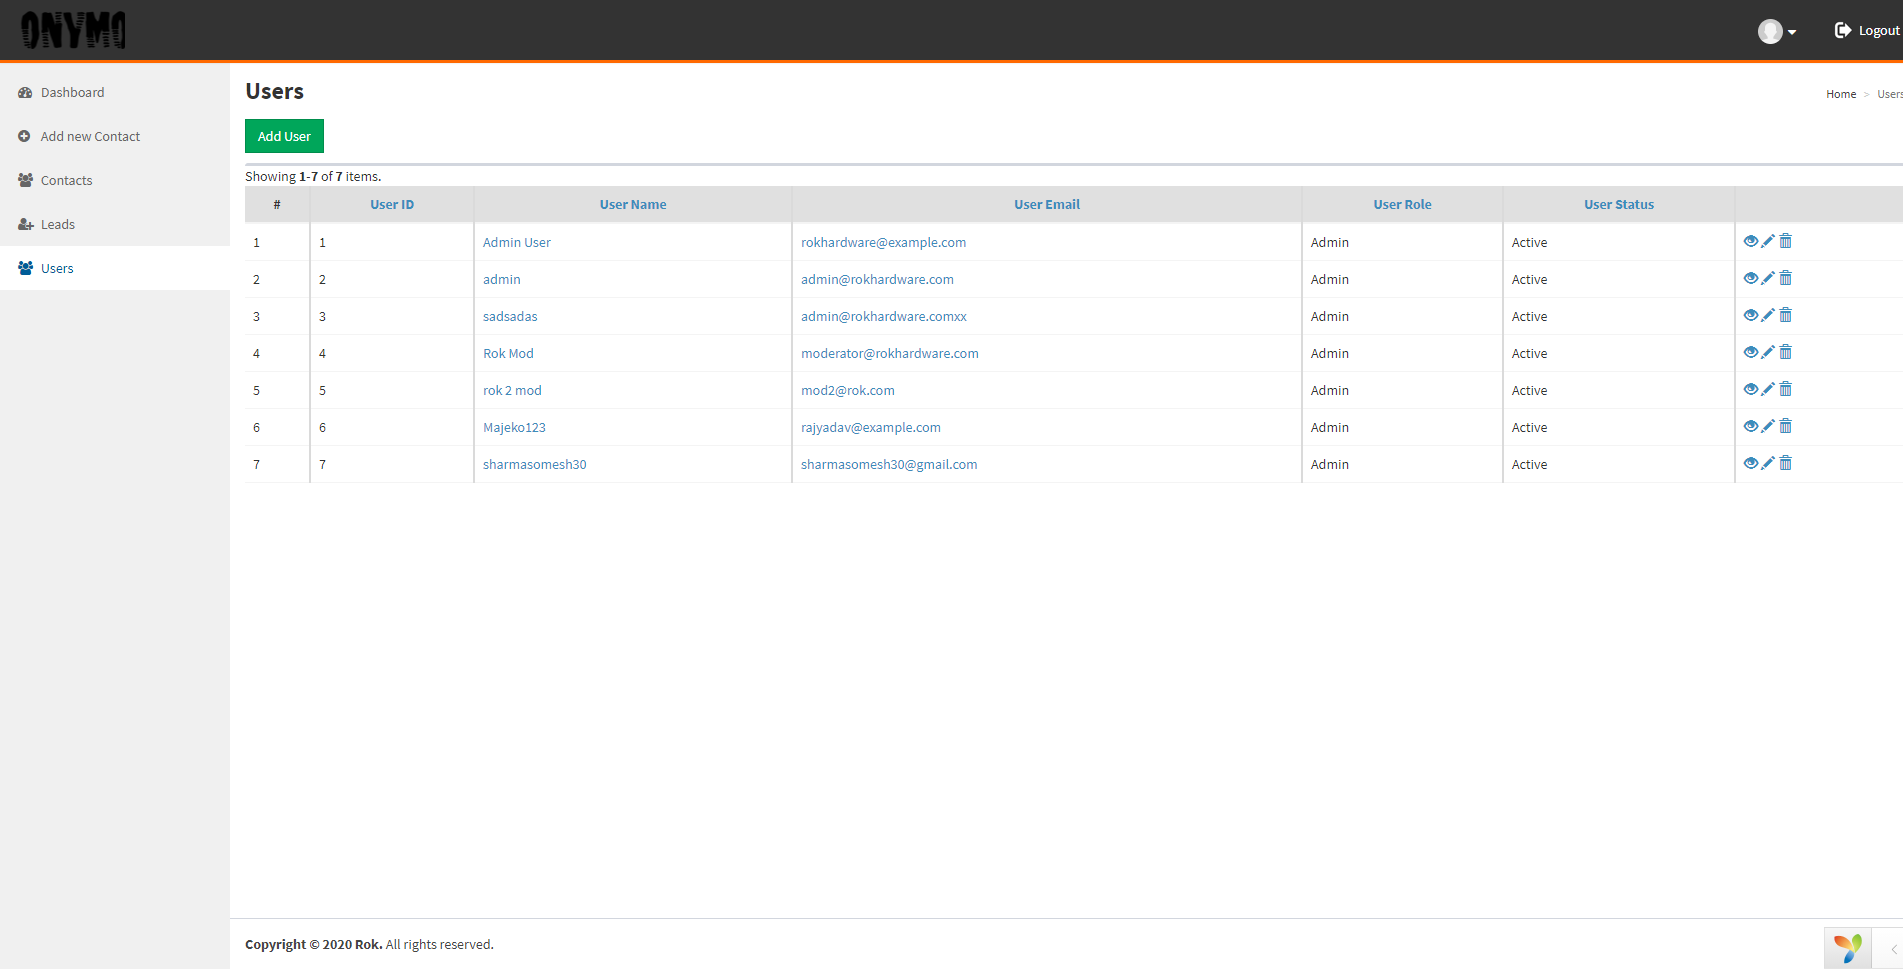 ONYMO
Logout
Dashboard
Add new Contact
Contacts
Leads
Users
Users
Home > Users
Add User
Showing 1-7 of 7 items.
# User ID User Name User Email User Role User Status
1 1 Admin User rokhardware@example.com Admin Active
2 2 admin admin@rokhardware.com Admin Active
3 3 sadsadas admin@rokhardware.comxx Admin Active
4 4 Rok Mod moderator@rokhardware.com Admin Active
5 5 rok 2 mod mod2@rok.com Admin Active
6 6 Majeko123 rajyadav@example.com Admin Active
7 7 sharmasomesh30 sharmasomesh30@gmail.com Admin Active
Copyright © 2020 Rok. All rights reserved.